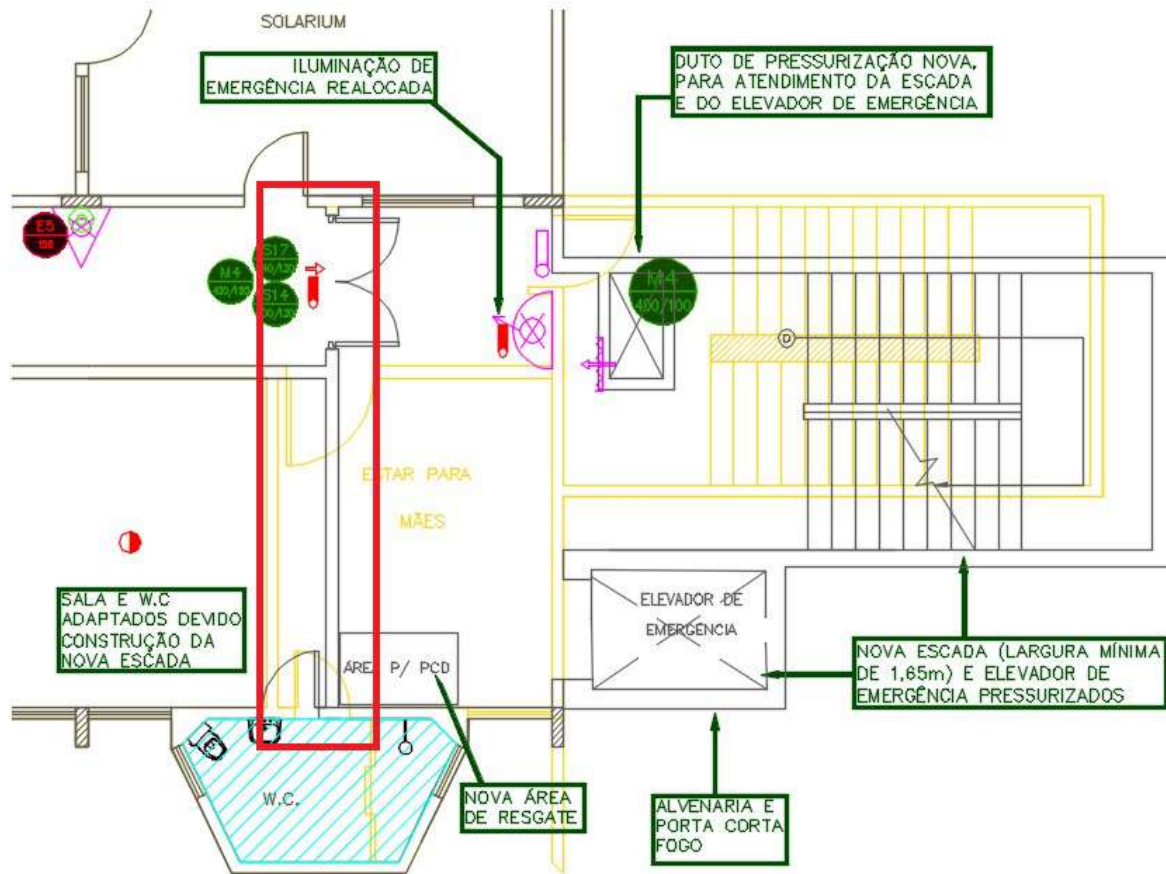 SOLARIUM
ILUMINAÇÃO DE
EMERGÊNCIA REALOCADA
DUTO DE PRESSURIZAÇÃO NOVA,
PARA ATENDIMENTO DA ESCADA
E DO ELEVADOR DE EMERGÊNCIA
E5
S17
M4
S14
M4
400/100
D
ESTAR PARA
MÃES
SALA E W.C
ADAPTADOS DEVIDO
CONSTRUÇÃO DA
NOVA ESCADA
ELEVADOR DE
EMERGÊNCIA
ÁREA P/ PCD
NOVA ESCADA (LARGURA MÍNIMA
DE 1,65m) E ELEVADOR DE
EMERGÊNCIA PRESSURIZADOS
W.C.
NOVA ÁREA
DE RESGATE
ALVENARIA E
PORTA CORTA
FOGO